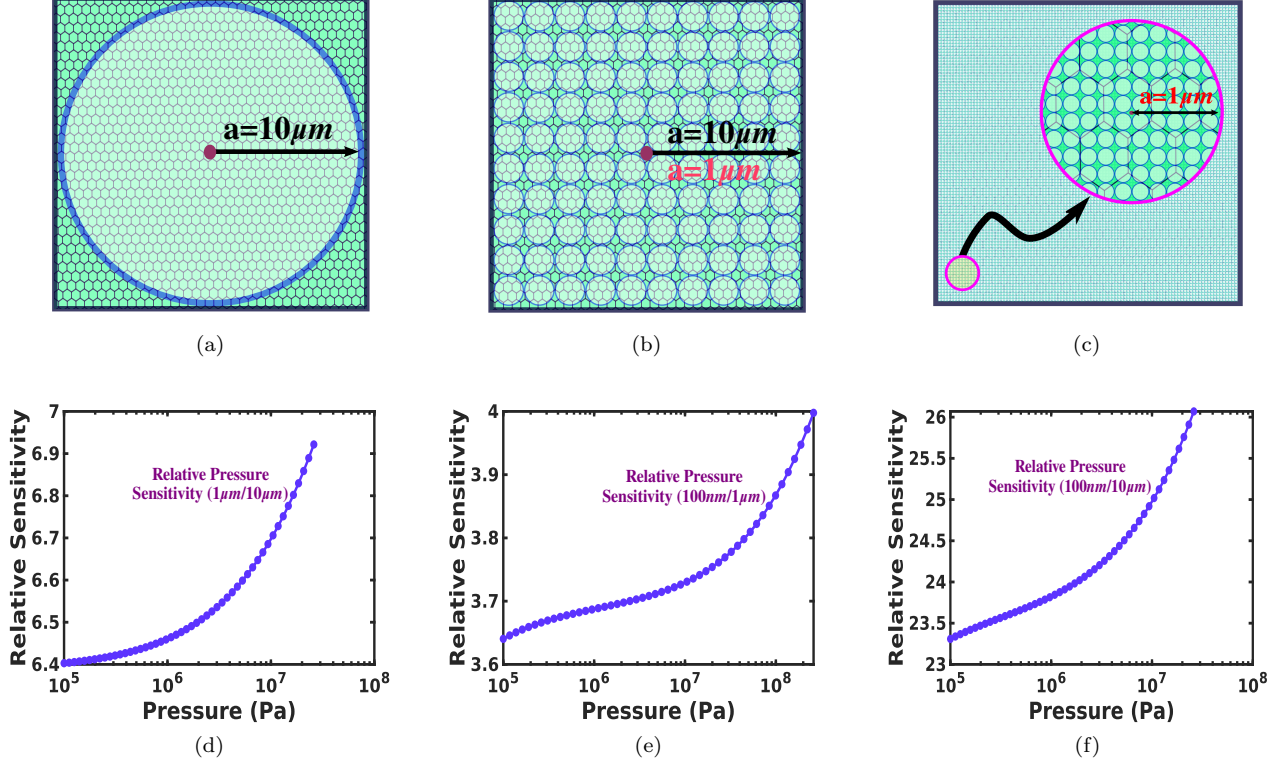 a=10μm
a=10μm
a=1μm
a=1μm
(a)
(b)
(c)
Relative Sensitivity
7
6.9
6.8
6.7
6.6
6.5
6.4
Relative Pressure
Sensitivity (1μm/10μm)
10^5
10^6
10^7
10^8
Pressure (Pa)
(d)
Relative Sensitivity
4
3.9
3.8
3.7
3.6
Relative Pressure
Sensitivity (100nm/1μm)
10^5
10^6
10^7
10^8
Pressure (Pa)
(e)
Relative Sensitivity
26
25.5
25
24.5
24
23.5
23
Relative Pressure
Sensitivity (100nm/10μm)
10^5
10^6
10^7
10^8
Pressure (Pa)
(f)